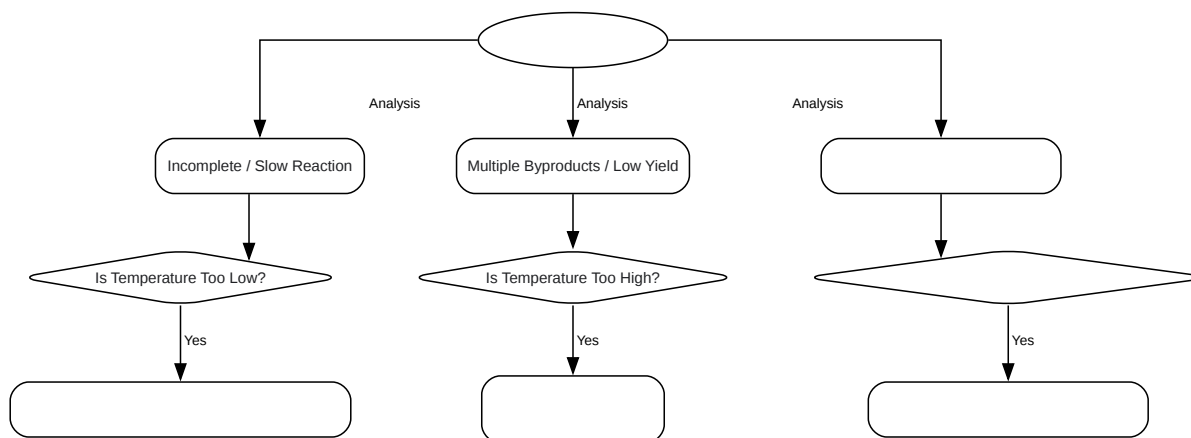 Analysis
Analysis
Analysis
Incomplete / Slow Reaction
Multiple Byproducts / Low Yield
Is Temperature Too Low?
Is Temperature Too High?
Yes
Yes
Yes